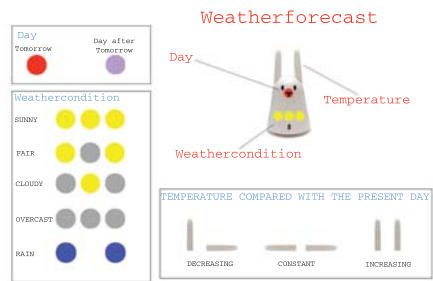 Weatherforecast
Day
Tomorrow
Day after
Tomorrow
Day
Temperature
Weathercondition
Weathercondition
SUNNY
FAIR
CLOUDY
OVERCAST
RAIN
TEMPERATURE COMPARED WITH THE PRESENT DAY
DECREASING
CONSTANT
INCREASING